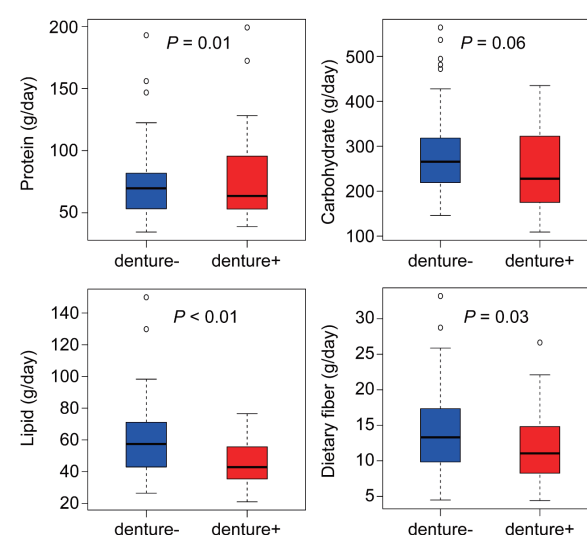 Protein (g/day)
200
150
100
50
P = 0.01
denture-
denture+
Carbohydrate (g/day)
500
400
300
200
100
P = 0.06
denture-
denture+
Lipid (g/day)
140
120
100
80
60
40
20
P < 0.01
denture-
denture+
Dietary fiber (g/day)
30
25
20
15
10
5
P = 0.03
denture-
denture+